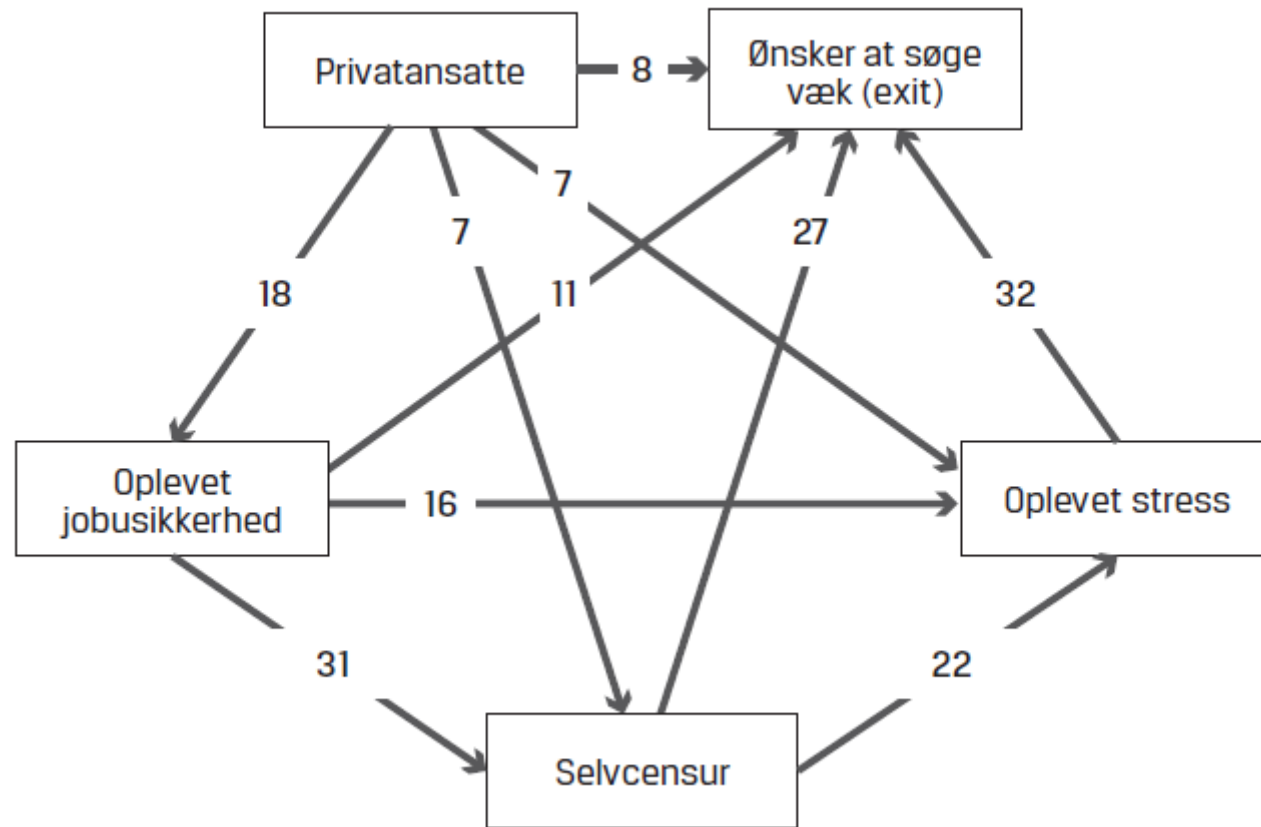 Privatansatte
8
Ønsker at søge
væk (exit)
7
7
27
18
11
32
Oplevet
jobusikkerhed
16
Oplevet stress
31
22
Selvcensur